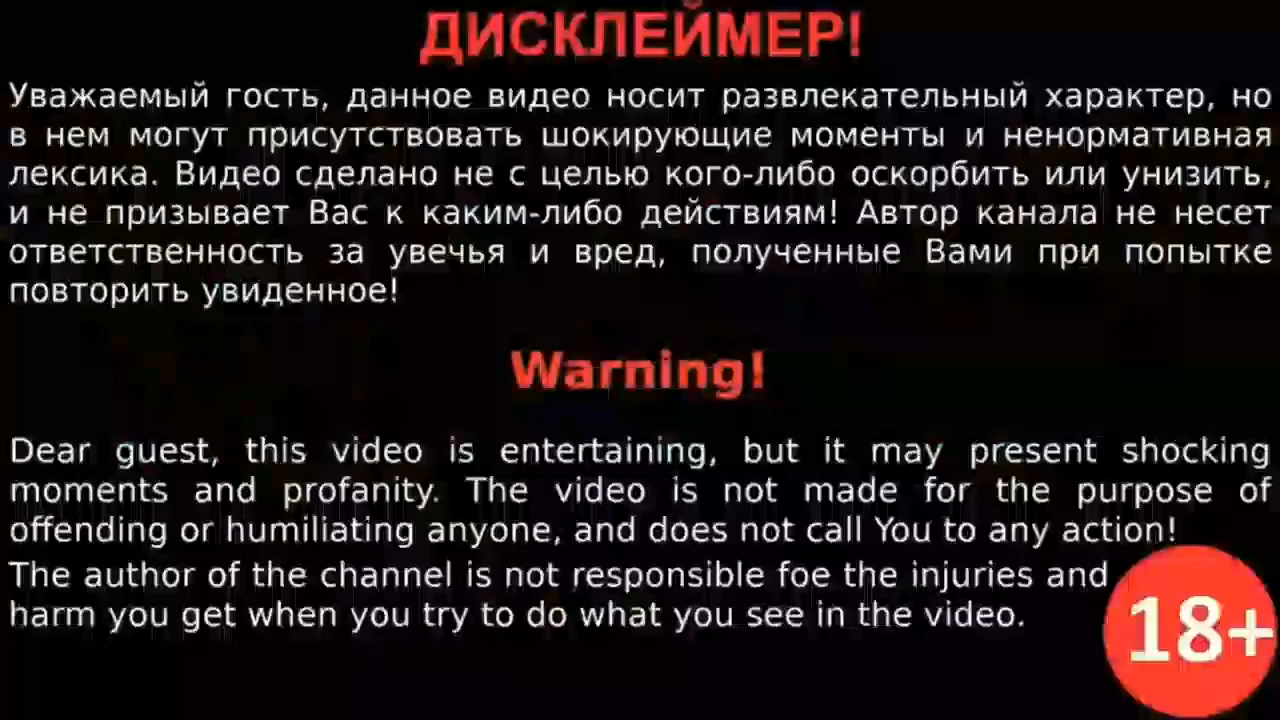 ДИСКЛЕЙМЕР!
Уважаемый гость, данное видео носит развлекательный характер, но
в нем могут присутствовать шокирующие моменты и ненормативная
лексика. Видео сделано не с целью кого-либо оскорбить или унизить,
и не призывает Вас к каким-либо действиям! Автор канала не несет
ответственность за увечья и вред, полученные Вами при попытке
повторить увиденное!
Warning!
Dear guest, this video is entertaining, but it may present shocking
moments and profanity. The video is not made for the purpose of
offending or humiliating anyone, and does not call You to any action!
The author of the channel is not responsible foe the injuries and
harm you get when you try to do what you see in the video.
18+